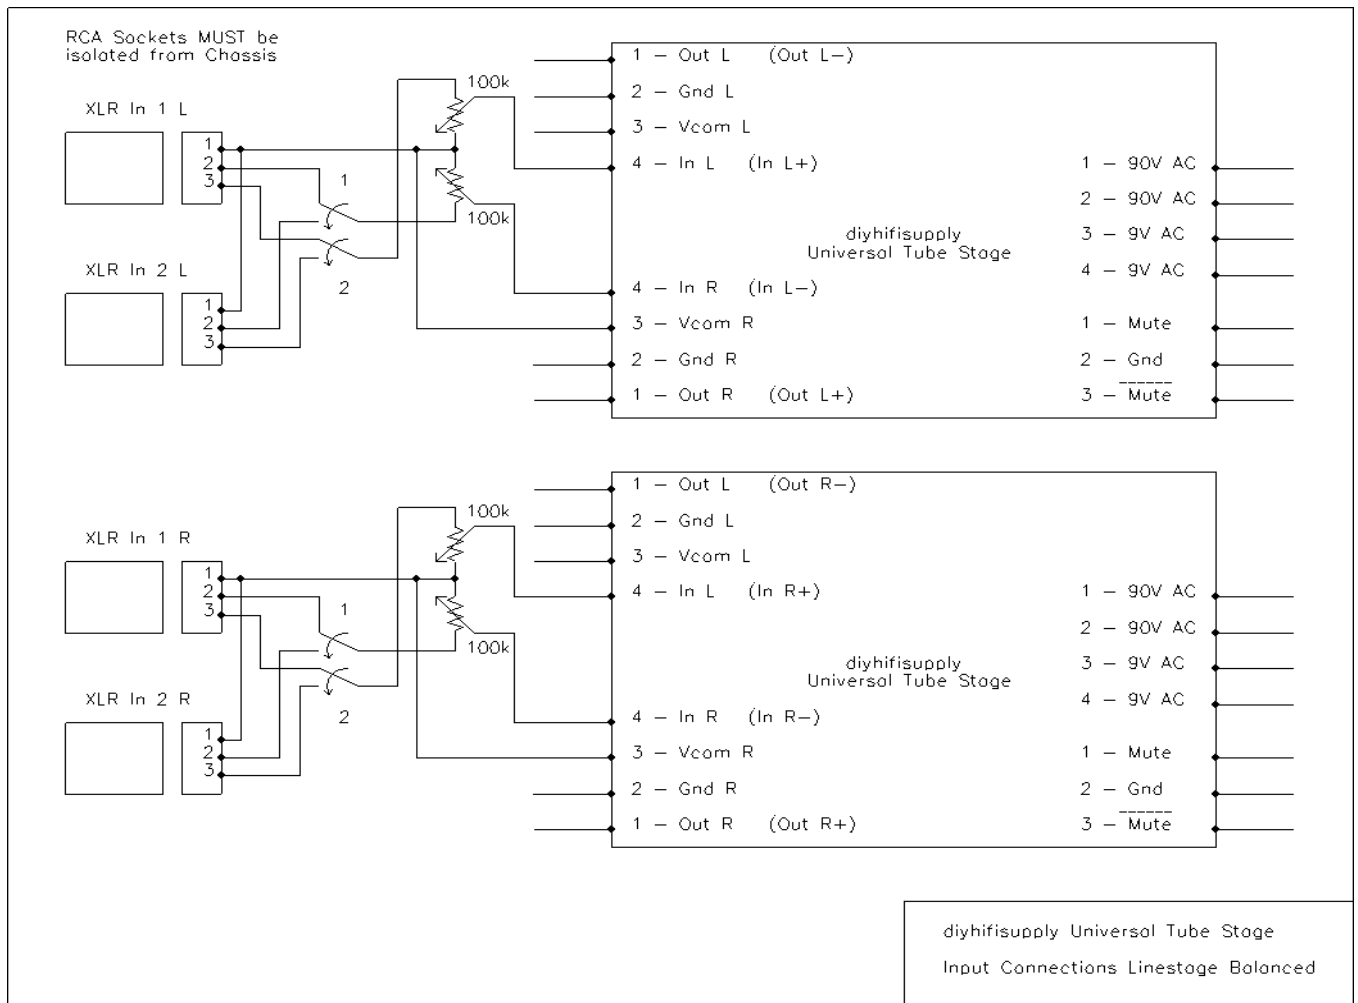 RCA Sockets MUST be
isolated from Chassis
XLR In 1 L
1
2
3
XLR In 2 L
1
2
3
1
2
100k
100k
1 - Out L (Out L-)
2 - Gnd L
3 - Vcom L
4 - In L (In L+)
diyhifisupply
Universal Tube Stage
4 - In R (In L-)
3 - Vcom R
2 - Gnd R
1 - Out R (Out L+)
1 - 90V AC
2 - 90V AC
3 - 9V AC
4 - 9V AC
1 - Mute
2 - Gnd
3 - Mute
XLR In 1 R
1
2
3
XLR In 2 R
1
2
3
1
2
100k
100k
1 - Out L (Out R-)
2 - Gnd L
3 - Vcom L
4 - In L (In R+)
diyhifisupply
Universal Tube Stage
4 - In R (In R-)
3 - Vcom R
2 - Gnd R
1 - Out R (Out R+)
1 - 90V AC
2 - 90V AC
3 - 9V AC
4 - 9V AC
1 - Mute
2 - Gnd
3 - Mute
diyhifisupply Universal Tube Stage
Input Connections Linestage Balanced